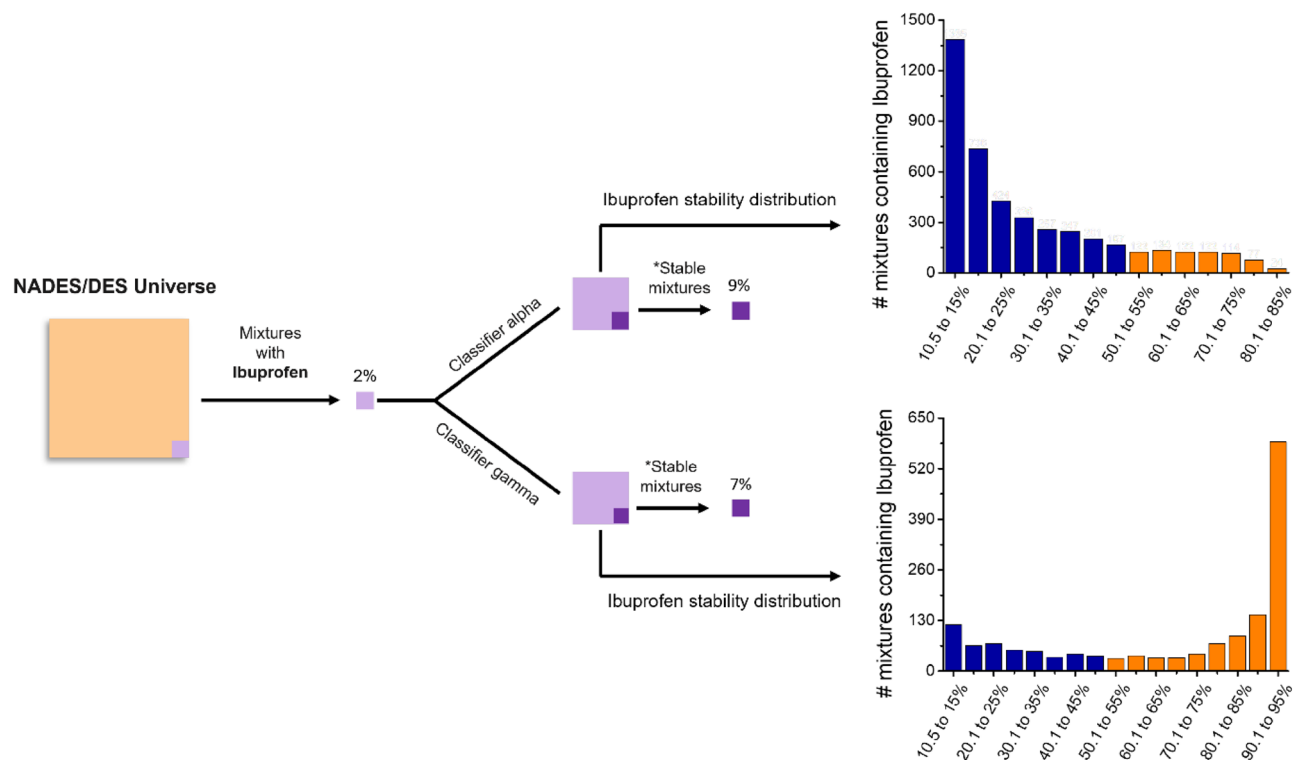 NADES/DES Universe
Mixtures
with
Ibuprofen
2%
Classifier alpha
Classifier gamma
Ibuprofen stability distribution
*Stable
mixtures
9%
*Stable
mixtures
7%
Ibuprofen stability distribution
# mixtures containing Ibuprofen
1500
1200
900
600
300
0
10.5 to 15%
20.1 to 25%
30.1 to 35%
40.1 to 45%
50.1 to 55%
60.1 to 65%
70.1 to 75%
80.1 to 85%
# mixtures containing Ibuprofen
650
520
390
260
130
0
10.5 to 15%
20.1 to 25%
30.1 to 35%
40.1 to 45%
50.1 to 55%
60.1 to 65%
70.1 to 75%
80.1 to 85%
90.1 to 95%